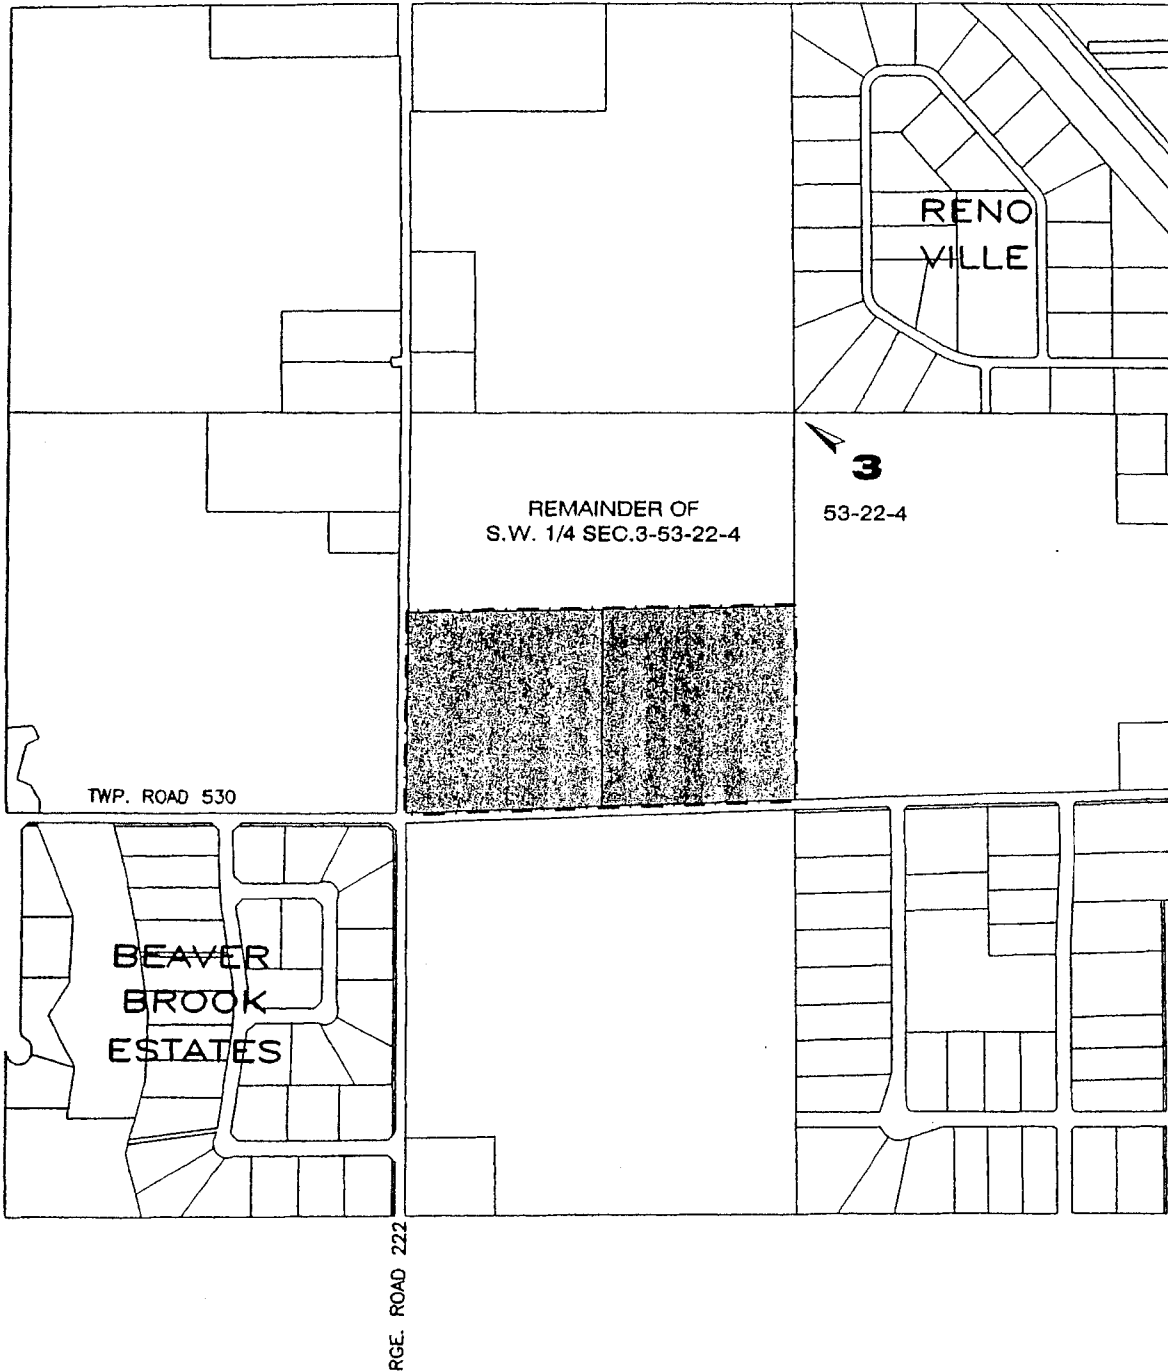 RENO
VILLE
3
REMAINDER OF
S.W. 1/4 SEC.3-53-22-4
53-22-4
TWP. ROAD 530
BEAVER
BROOK
ESTATES
RGE. ROAD 222